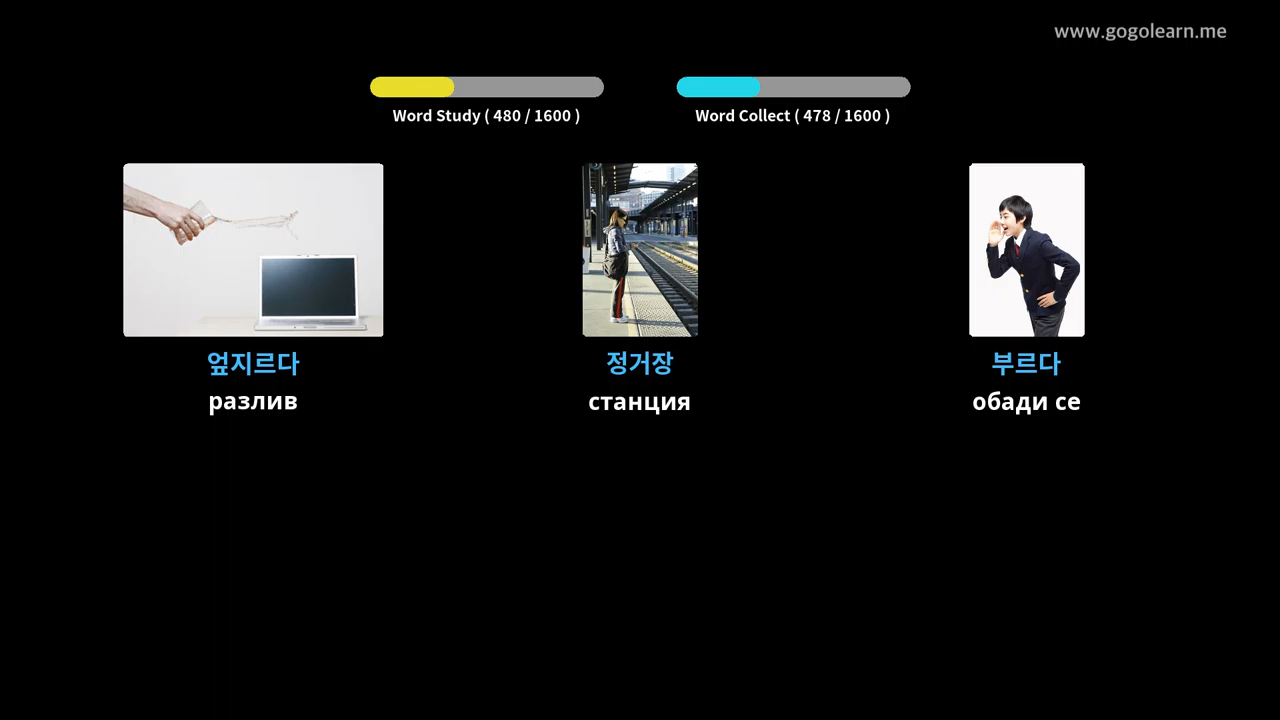 www.gogolearn.me
Word Study ( 480 / 1600 )
Word Collect ( 478 / 1600 )
엎지르다
정거장
부르다
разлив
станция
обади се